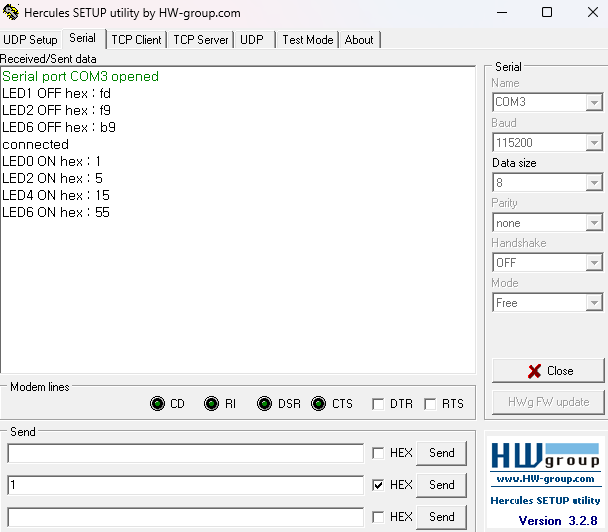 Hercules SETUP utility by HW-group.com
UDP Setup Serial TCP Client TCP Server UDP Test Mode About
Received/Sent data
Serial port COM3 opened
LED1 OFF hex : fd
LED2 OFF hex : f9
LED6 OFF hex : b9
connected
LED0 ON hex : 1
LED2 ON hex : 5
LED4 ON hex : 15
LED6 ON hex : 55
Serial
Name
COM3
Baud
115200
Data size
8
Parity
none
Handshake
OFF
Mode
Free
Close
HWg FW update
Modem lines
CD RI DSR CTS DTR RTS
Send
HEX Send
1 HEX Send
HEX Send
HWgroup
www.HW-group.com
Hercules SETUP utility
Version 3.2.8